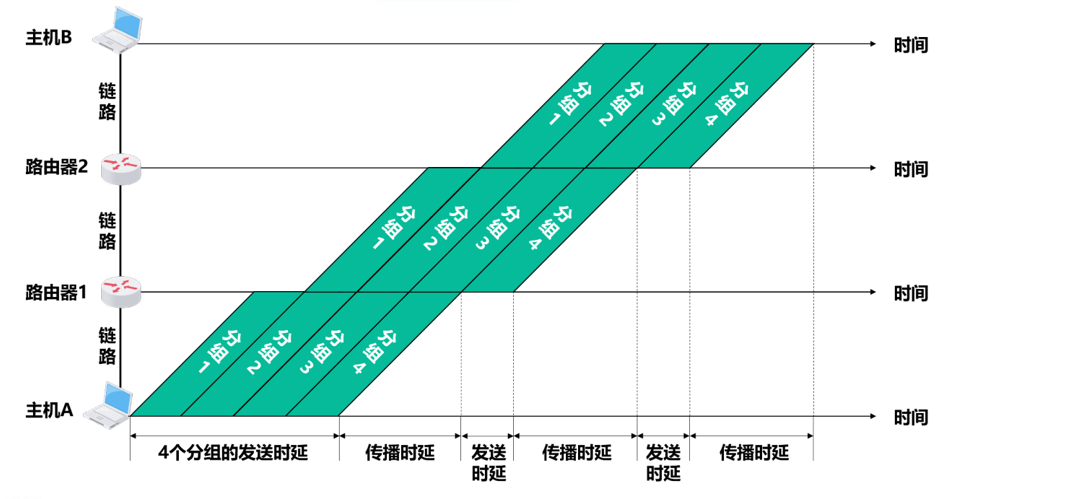 主机B
时间
链
路
分组1
分组2
分组3
分组4
路由器2
时间
链
路
分组1
分组2
分组3
分组4
路由器1
时间
链
路
分组1
分组2
分组3
分组4
主机A
时间
4个分组的发送时延
传播时延
发送
时延
传播时延
发送
时延
传播时延